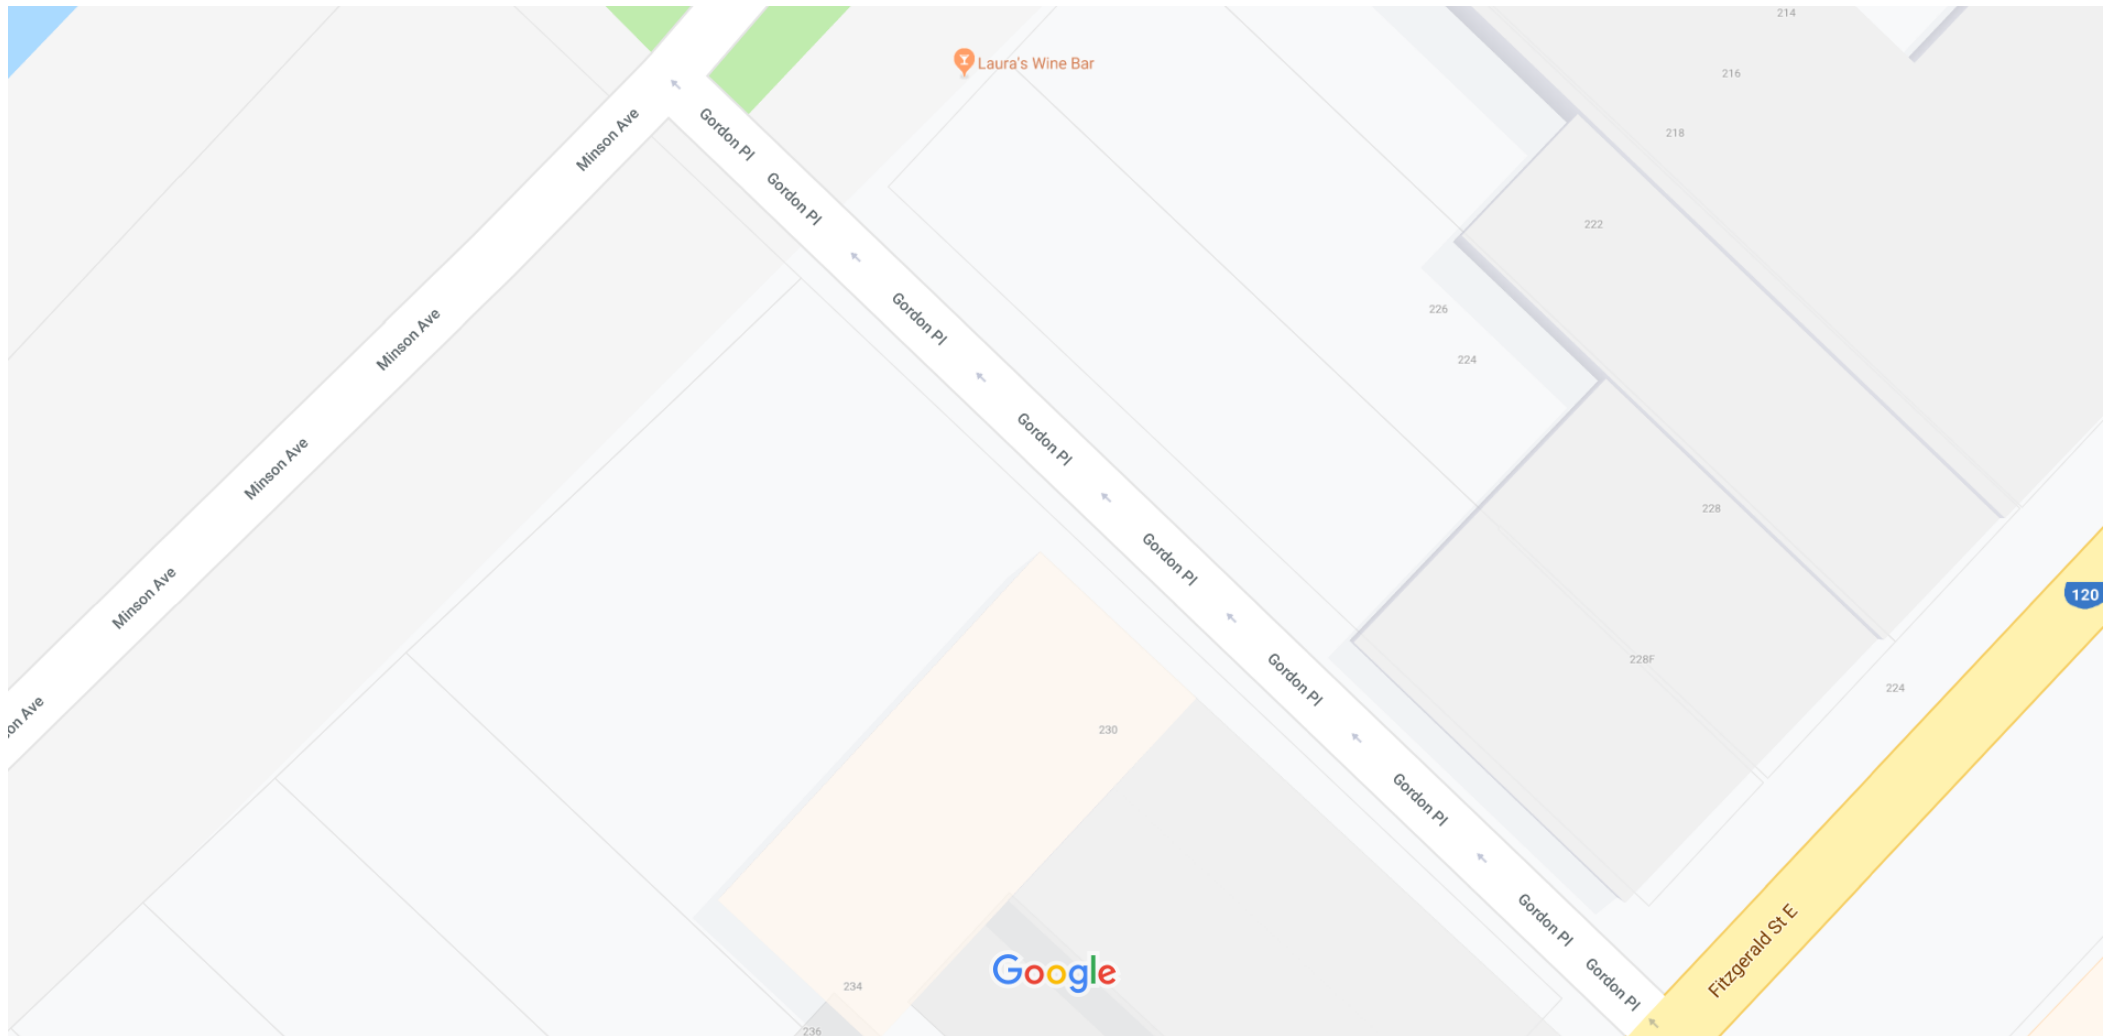 214
Laura's Wine Bar
216
Minson Ave
Gordon Pl
218
Gordon Pl
222
Gordon Pl
226
Minson Ave
224
Gordon Pl
Minson Ave
228
Gordon Pl
Minson Ave
120
228F
Gordon Pl
224
on Ave
230
Gordon Pl
Gordon Pl
Fitzgerald St E
Google
234
Gordon Pl
236